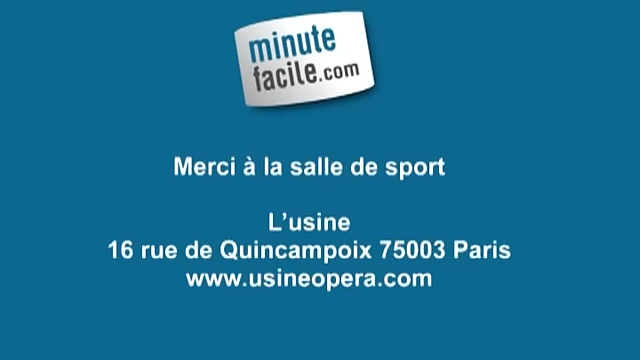 minute
facile.com
Merci à la salle de sport
L'usine
16 rue de Quincampoix 75003 Paris
www.usineopera.com